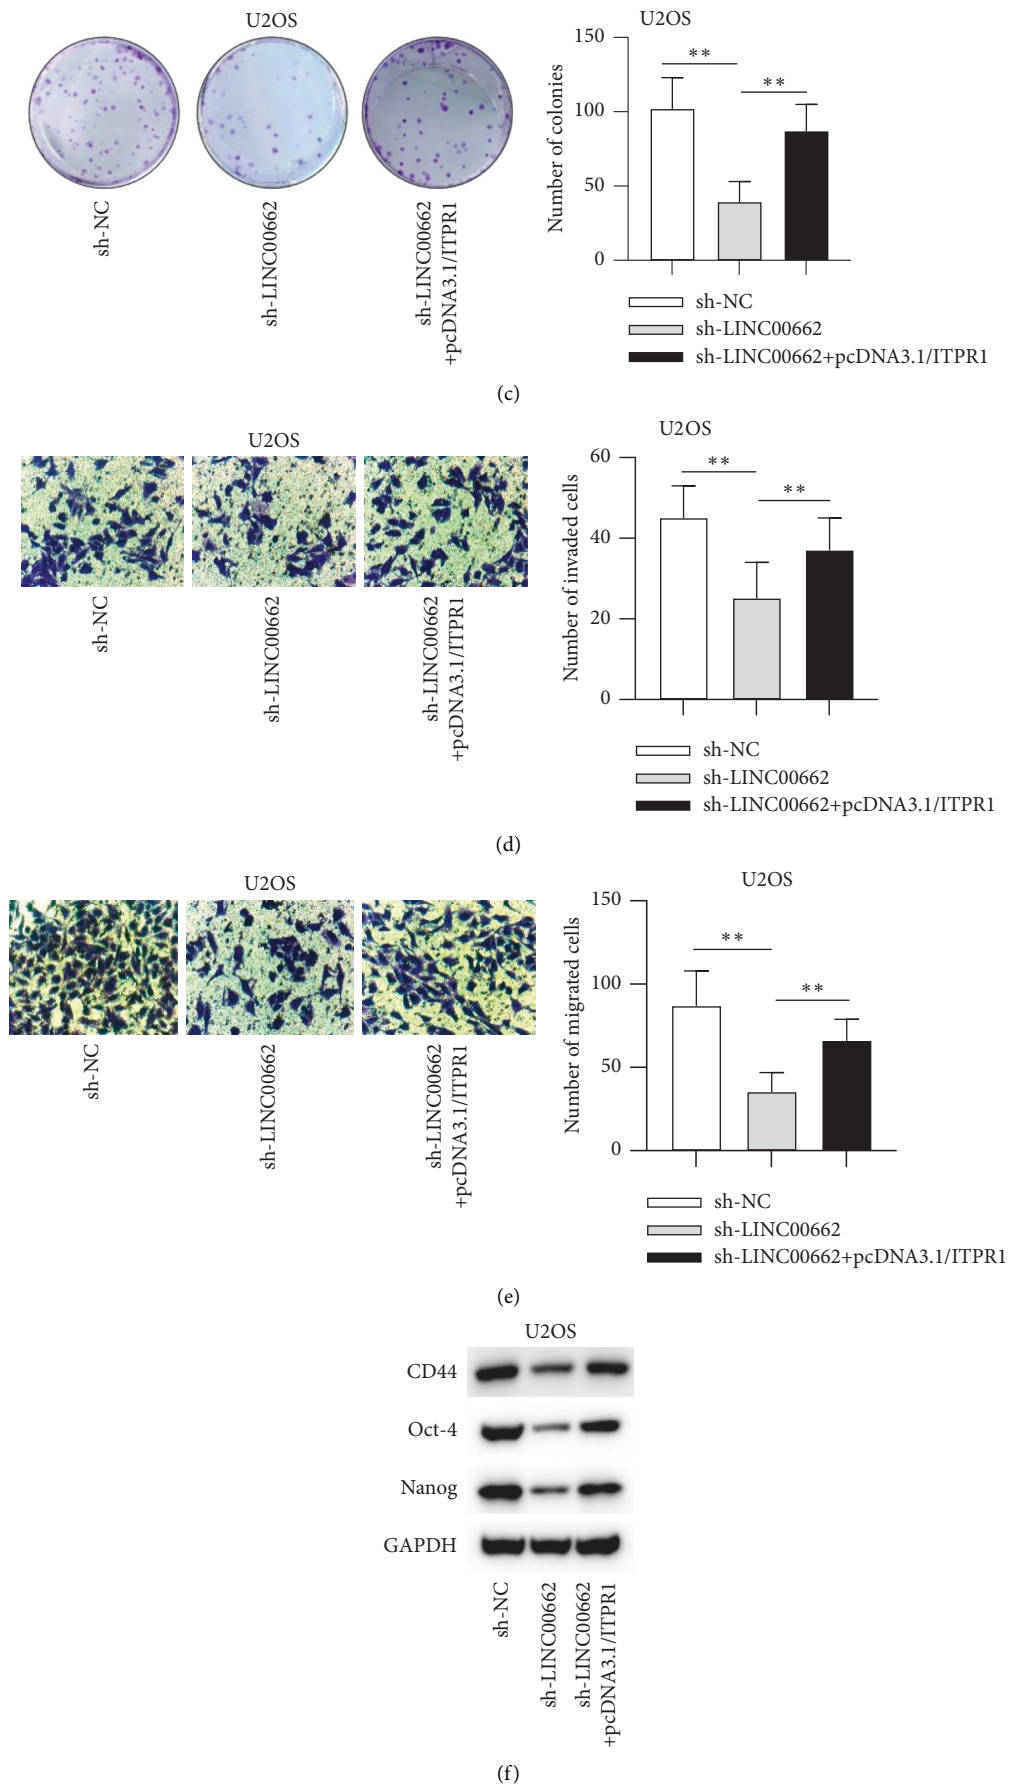 U2OS
sh-NC
sh-LINC00662
sh-LINC00662
+pcDNA3.1/ITPR1
U2OS
Number of colonies
150
100
50
0
**
**
sh-NC
sh-LINC00662
sh-LINC00662+pcDNA3.1/ITPR1
(c)
U2OS
sh-NC
sh-LINC00662
sh-LINC00662
+pcDNA3.1/ITPR1
U2OS
Number of invaded cells
60
40
20
0
**
**
sh-NC
sh-LINC00662
sh-LINC00662+pcDNA3.1/ITPR1
(d)
U2OS
sh-NC
sh-LINC00662
sh-LINC00662
+pcDNA3.1/ITPR1
U2OS
Number of migrated cells
150
100
50
0
**
**
sh-NC
sh-LINC00662
sh-LINC00662+pcDNA3.1/ITPR1
(e)
U2OS
CD44
Oct-4
Nanog
GAPDH
sh-NC
sh-LINC00662
sh-LINC00662
+pcDNA3.1/ITPR1
(f)